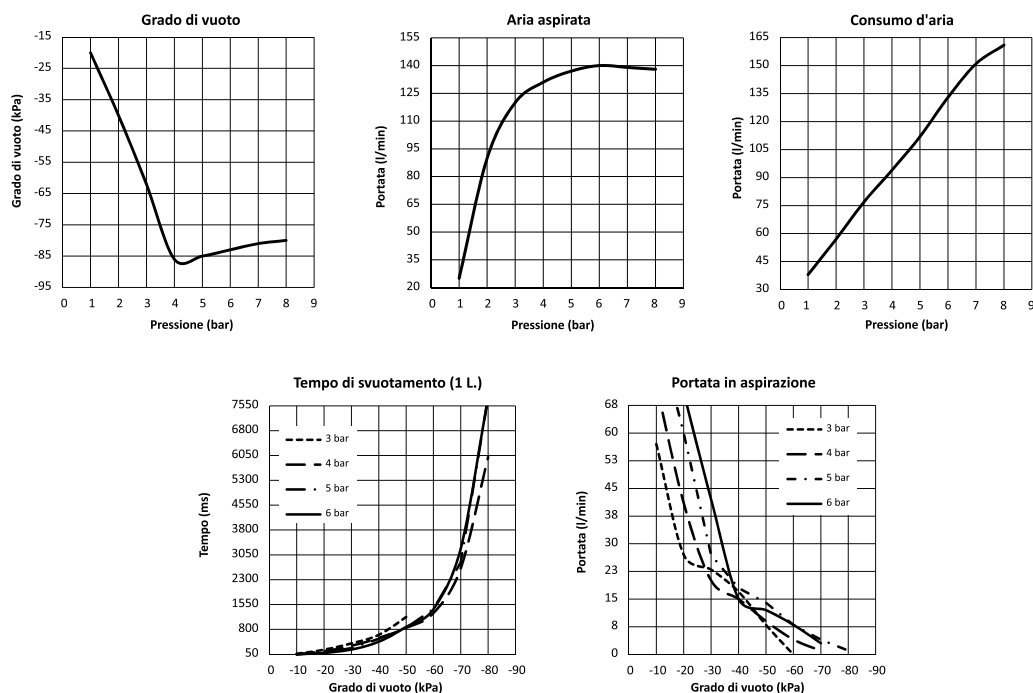 Grado di vuoto
-15
-25
-35
-45
-55
-65
-75
-85
-95
Grado di vuoto (kPa)
0 1 2 3 4 5 6 7 8 9
Pressione (bar)
Aria aspirata
155
140
125
110
95
80
65
50
35
20
Portata (l/min)
0 1 2 3 4 5 6 7 8 9
Pressione (bar)
Consumo d'aria
165
150
135
120
105
90
75
60
45
30
Portata (l/min)
0 1 2 3 4 5 6 7 8 9
Pressione (bar)
Tempo di svuotamento (1 L.)
7550
6800
6050
5300
4550
3800
3050
2300
1550
800
50
Tempo (ms)
3 bar
4 bar
5 bar
6 bar
0 -10 -20 -30 -40 -50 -60 -70 -80 -90
Grado di vuoto (kPa)
Portata in aspirazione
68
60
53
45
38
30
23
15
8
0
Portata (l/min)
3 bar
4 bar
5 bar
6 bar
0 -10 -20 -30 -40 -50 -60 -70 -80 -90
Grado di vuoto (kPa)